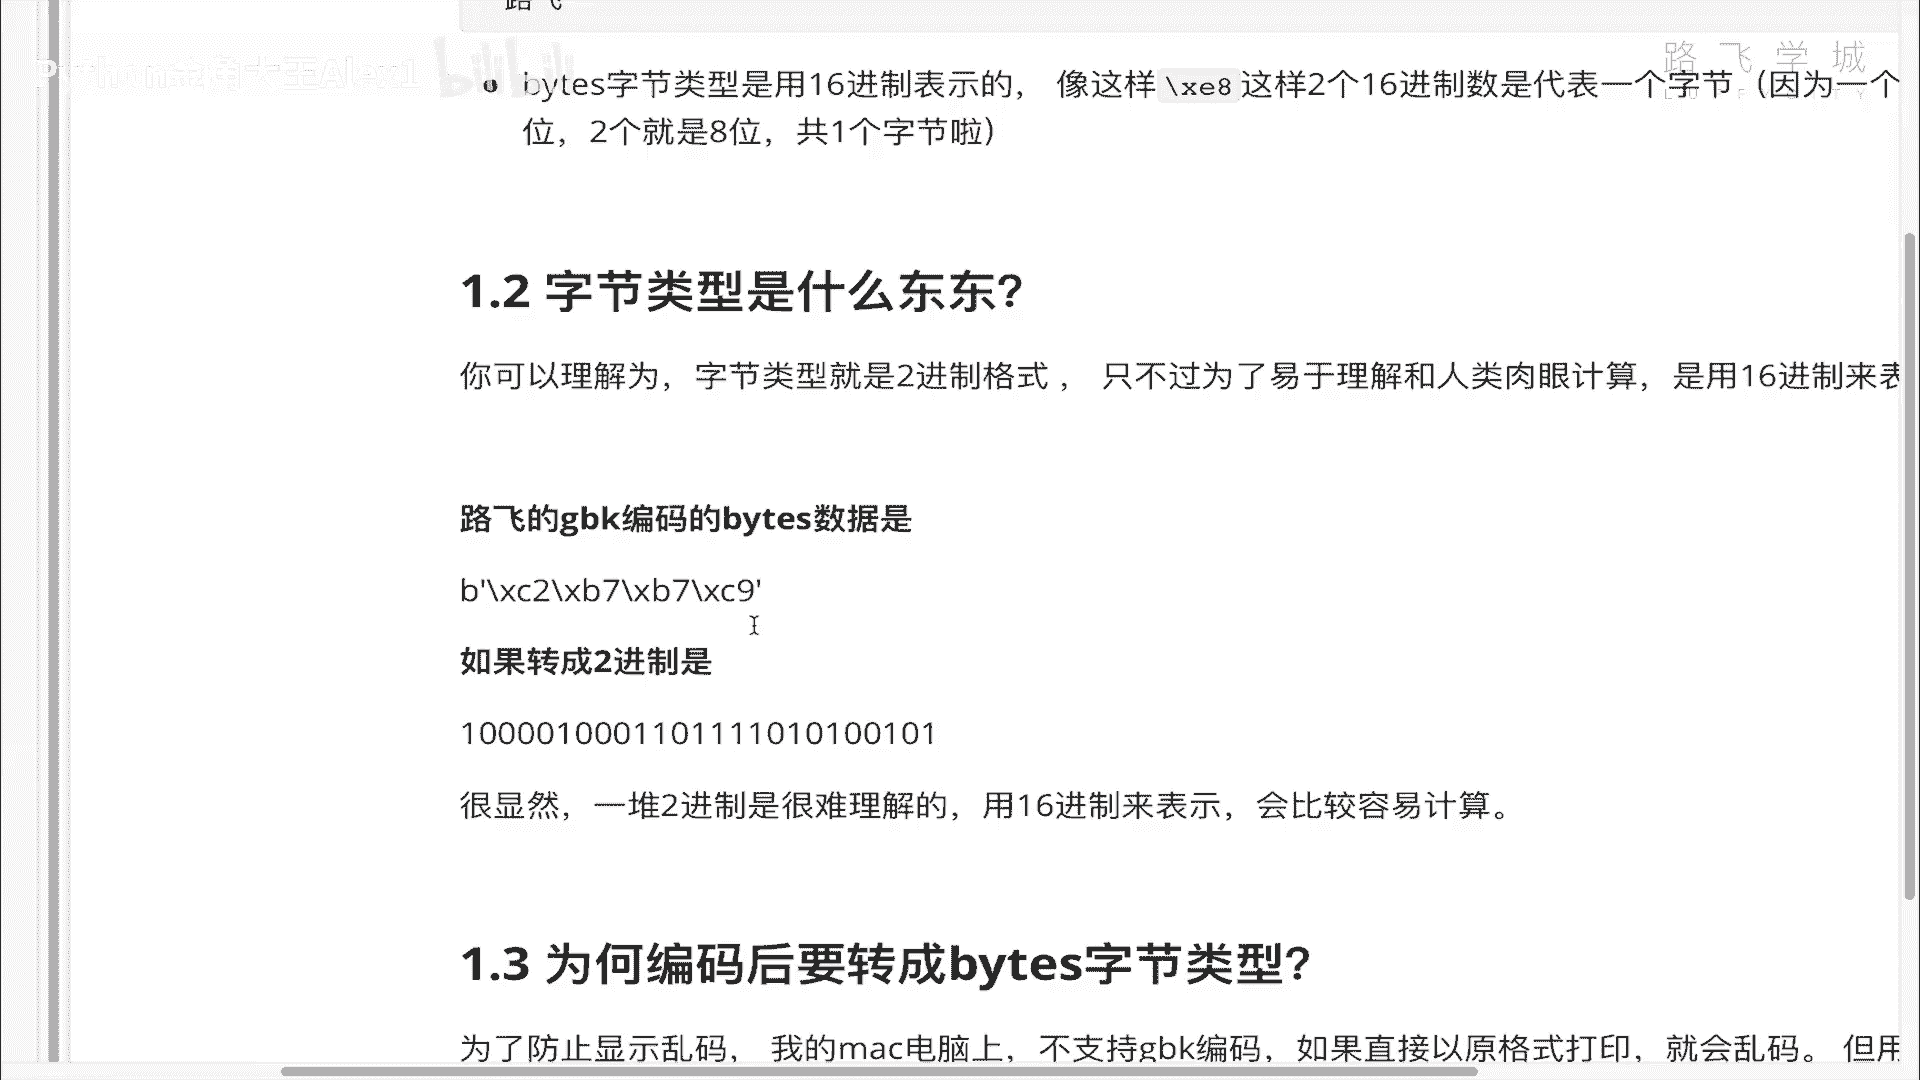 路飞
路飞学城
bytes字节类型是用16进制表示的， 像这样\xe8这样2个16进制数是代表一个字节（因为一个
位，2个就是8位，共1个字节啦）
1.2 字节类型是什么东东?
你可以理解为，字节类型就是2进制格式 ， 只不过为了易于理解和人类肉眼计算，是用16进制来表
路飞的gbk编码的bytes数据是
b'\xc2\xb7\xb7\xc9'
如果转成2进制是
1000010001101111010100101
很显然，一堆2进制是很难理解的，用16进制来表示，会比较容易计算。
1.3 为何编码后要转成bytes字节类型?
为了防止显示乱码， 我的mac电脑上，不支持gbk编码，如果直接以原格式打印，就会乱码。 但用